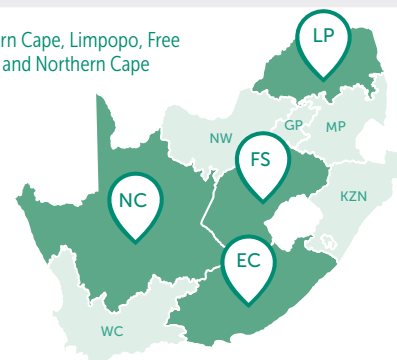 rn Cape, Limpopo, Free
and Northern Cape
LP
NW
GP
MP
FS
KZN
NC
EC
WC